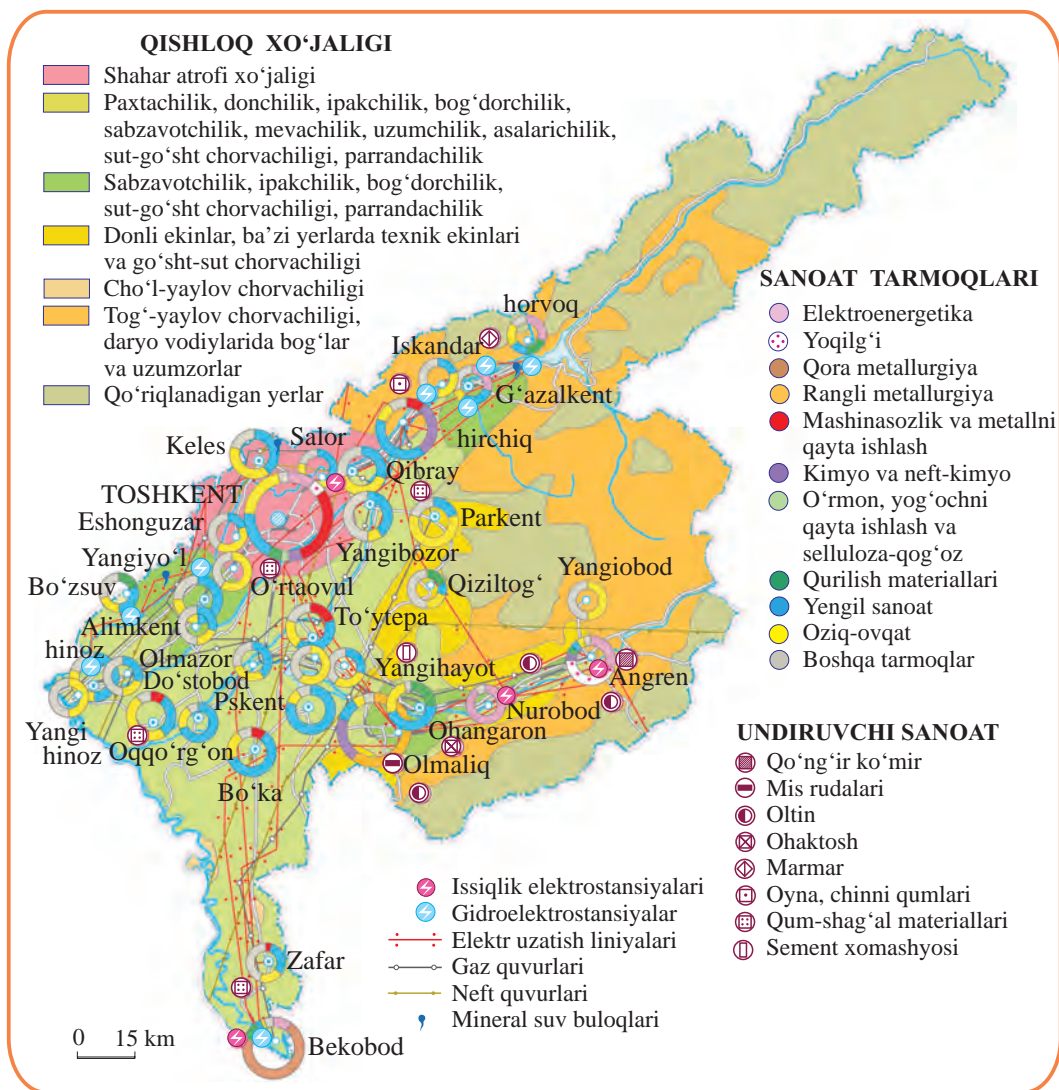 QISHLOQ XO‘JALIGI
Shahar atrofi xo‘jaligi
Paxtachilik, donchilik, ipakchilik, bog‘dorchilik,
sabzavotchilik, mevachilik, uzumchilik, asalarichilik,
sut-go‘sht chorvachiligi, parrandachilik
Sabzavotchilik, ipakchilik, bog‘dorchilik,
sut-go‘sht chorvachiligi, parrandachilik
Donli ekinlar, ba’zi yerlarda texnik ekinlari
va go‘sht-sut chorvachiligi
Cho‘l-yaylov chorvachiligi
Tog‘-yaylov chorvachiligi,
daryo vodiylarida bog‘lar
va uzumzorlar
Qo‘riqlanadigan yerlar
SANOAT TARMOQLARI
Elektroenergetika
Yoqilg‘i
Qora metallurgiya
Rangli metallurgiya
Mashinasozlik va metallni
qayta ishlash
Kimyo va neft-kimyo
O‘rmon, yog‘ochni
qayta ishlash va
selluloza-qog‘oz
Qurilish materiallari
Yengil sanoat
Oziq-ovqat
Boshqa tarmoqlar
UNDIRUVCHI SANOAT
Qo‘ng‘ir ko‘mir
Mis rudalari
Oltin
Ohaktosh
Marmar
Oyna, chinni qumlari
Qum-shag‘al materiallari
Sement xomashyosi
horvoq
Iskandar
G‘azalkent
hirchiq
Keles
Salor
Qibray
TOSHKENT
Eshonguzar
Parkent
Yangibozor
Yangiyo‘l
O‘rtaovul
Yangiobod
Bo‘zsuv
Qiziltog‘
To‘ytepa
Alimkent
hinoz
Olmazor
Yangihayot
Do‘stobod
Angren
Pskent
Nurobod
Yangi
hinoz
Oqqo‘rg‘on
Ohangaron
Olmaliq
Bo‘ka
Zafar
Bekobod
Issiqlik elektrostansiyalari
Gidroelektrostansiyalar
Elektr uzatish liniyalari
Gaz quvurlari
Neft quvurlari
Mineral suv buloqlari
0 15 km